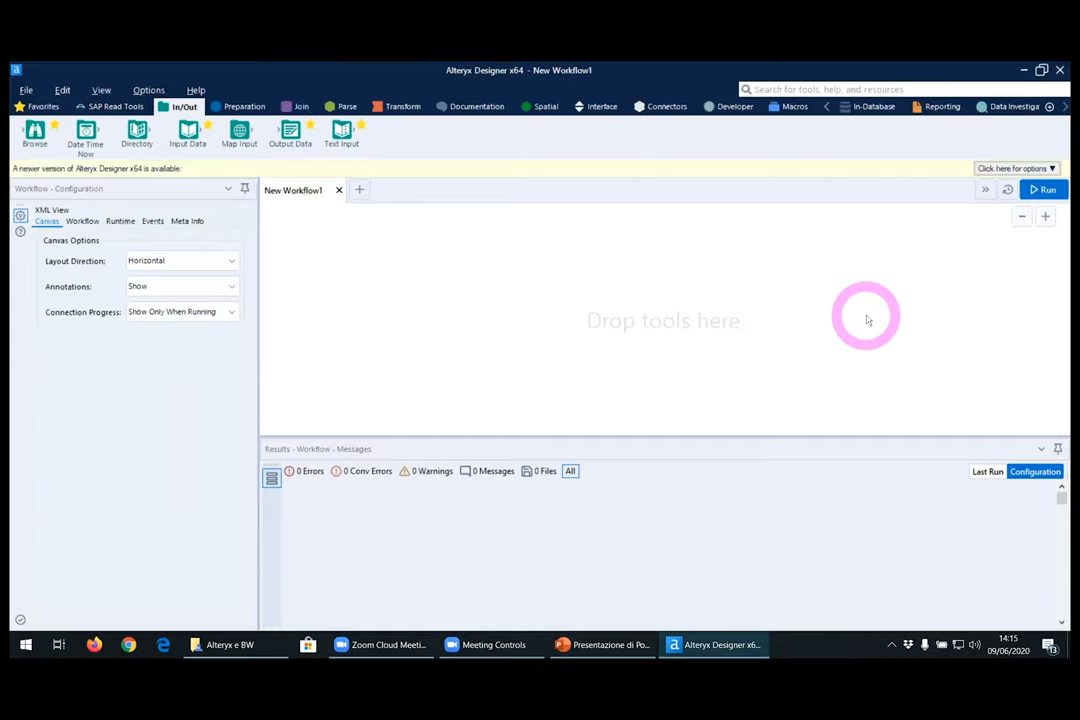 Alteryx Designer x64 - New Workflow1
File Edit View Options Help
Search for tools, help, and resources
Favorites SAP Read Tools In/Out Preparation Join Parse Transform Documentation Spatial Interface Connectors Developer Macros In-Database Reporting Data Investiga
Browse Date Time Now Directory Input Data Map Input Output Data Text Input
A newer version of Alteryx Designer x64 is available: Click here for options
Workflow - Configuration
New Workflow1
Run
XML View
Canvas Workflow Runtime Events Meta Info
Canvas Options
Layout Direction: Horizontal
Annotations: Show
Connection Progress: Show Only When Running
Drop tools here
Results - Workflow - Messages
0 Errors 0 Conv Errors 0 Warnings 0 Messages 0 Files All Last Run Configuration
Alteryx e BW Zoom Cloud Meeti... Meeting Controls Presentazione di Po... Alteryx Designer x6...
14:15
09/06/2020
13